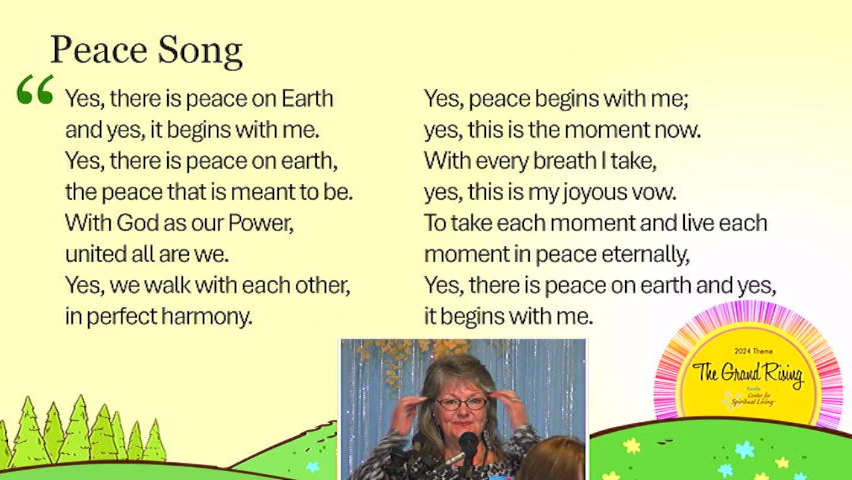 Peace Song
Yes, there is peace on Earth
and yes, it begins with me.
Yes, there is peace on earth,
the peace that is meant to be.
With God as our Power,
united all are we.
Yes, we walk with each other,
in perfect harmony.
Yes, peace begins with me;
yes, this is the moment now.
With every breath I take,
yes, this is my joyous vow.
To take each moment and live each
moment in peace eternally,
Yes, there is peace on earth and yes,
it begins with me.
2024 Theme
The Grand Rising
Center for
Spiritual Living